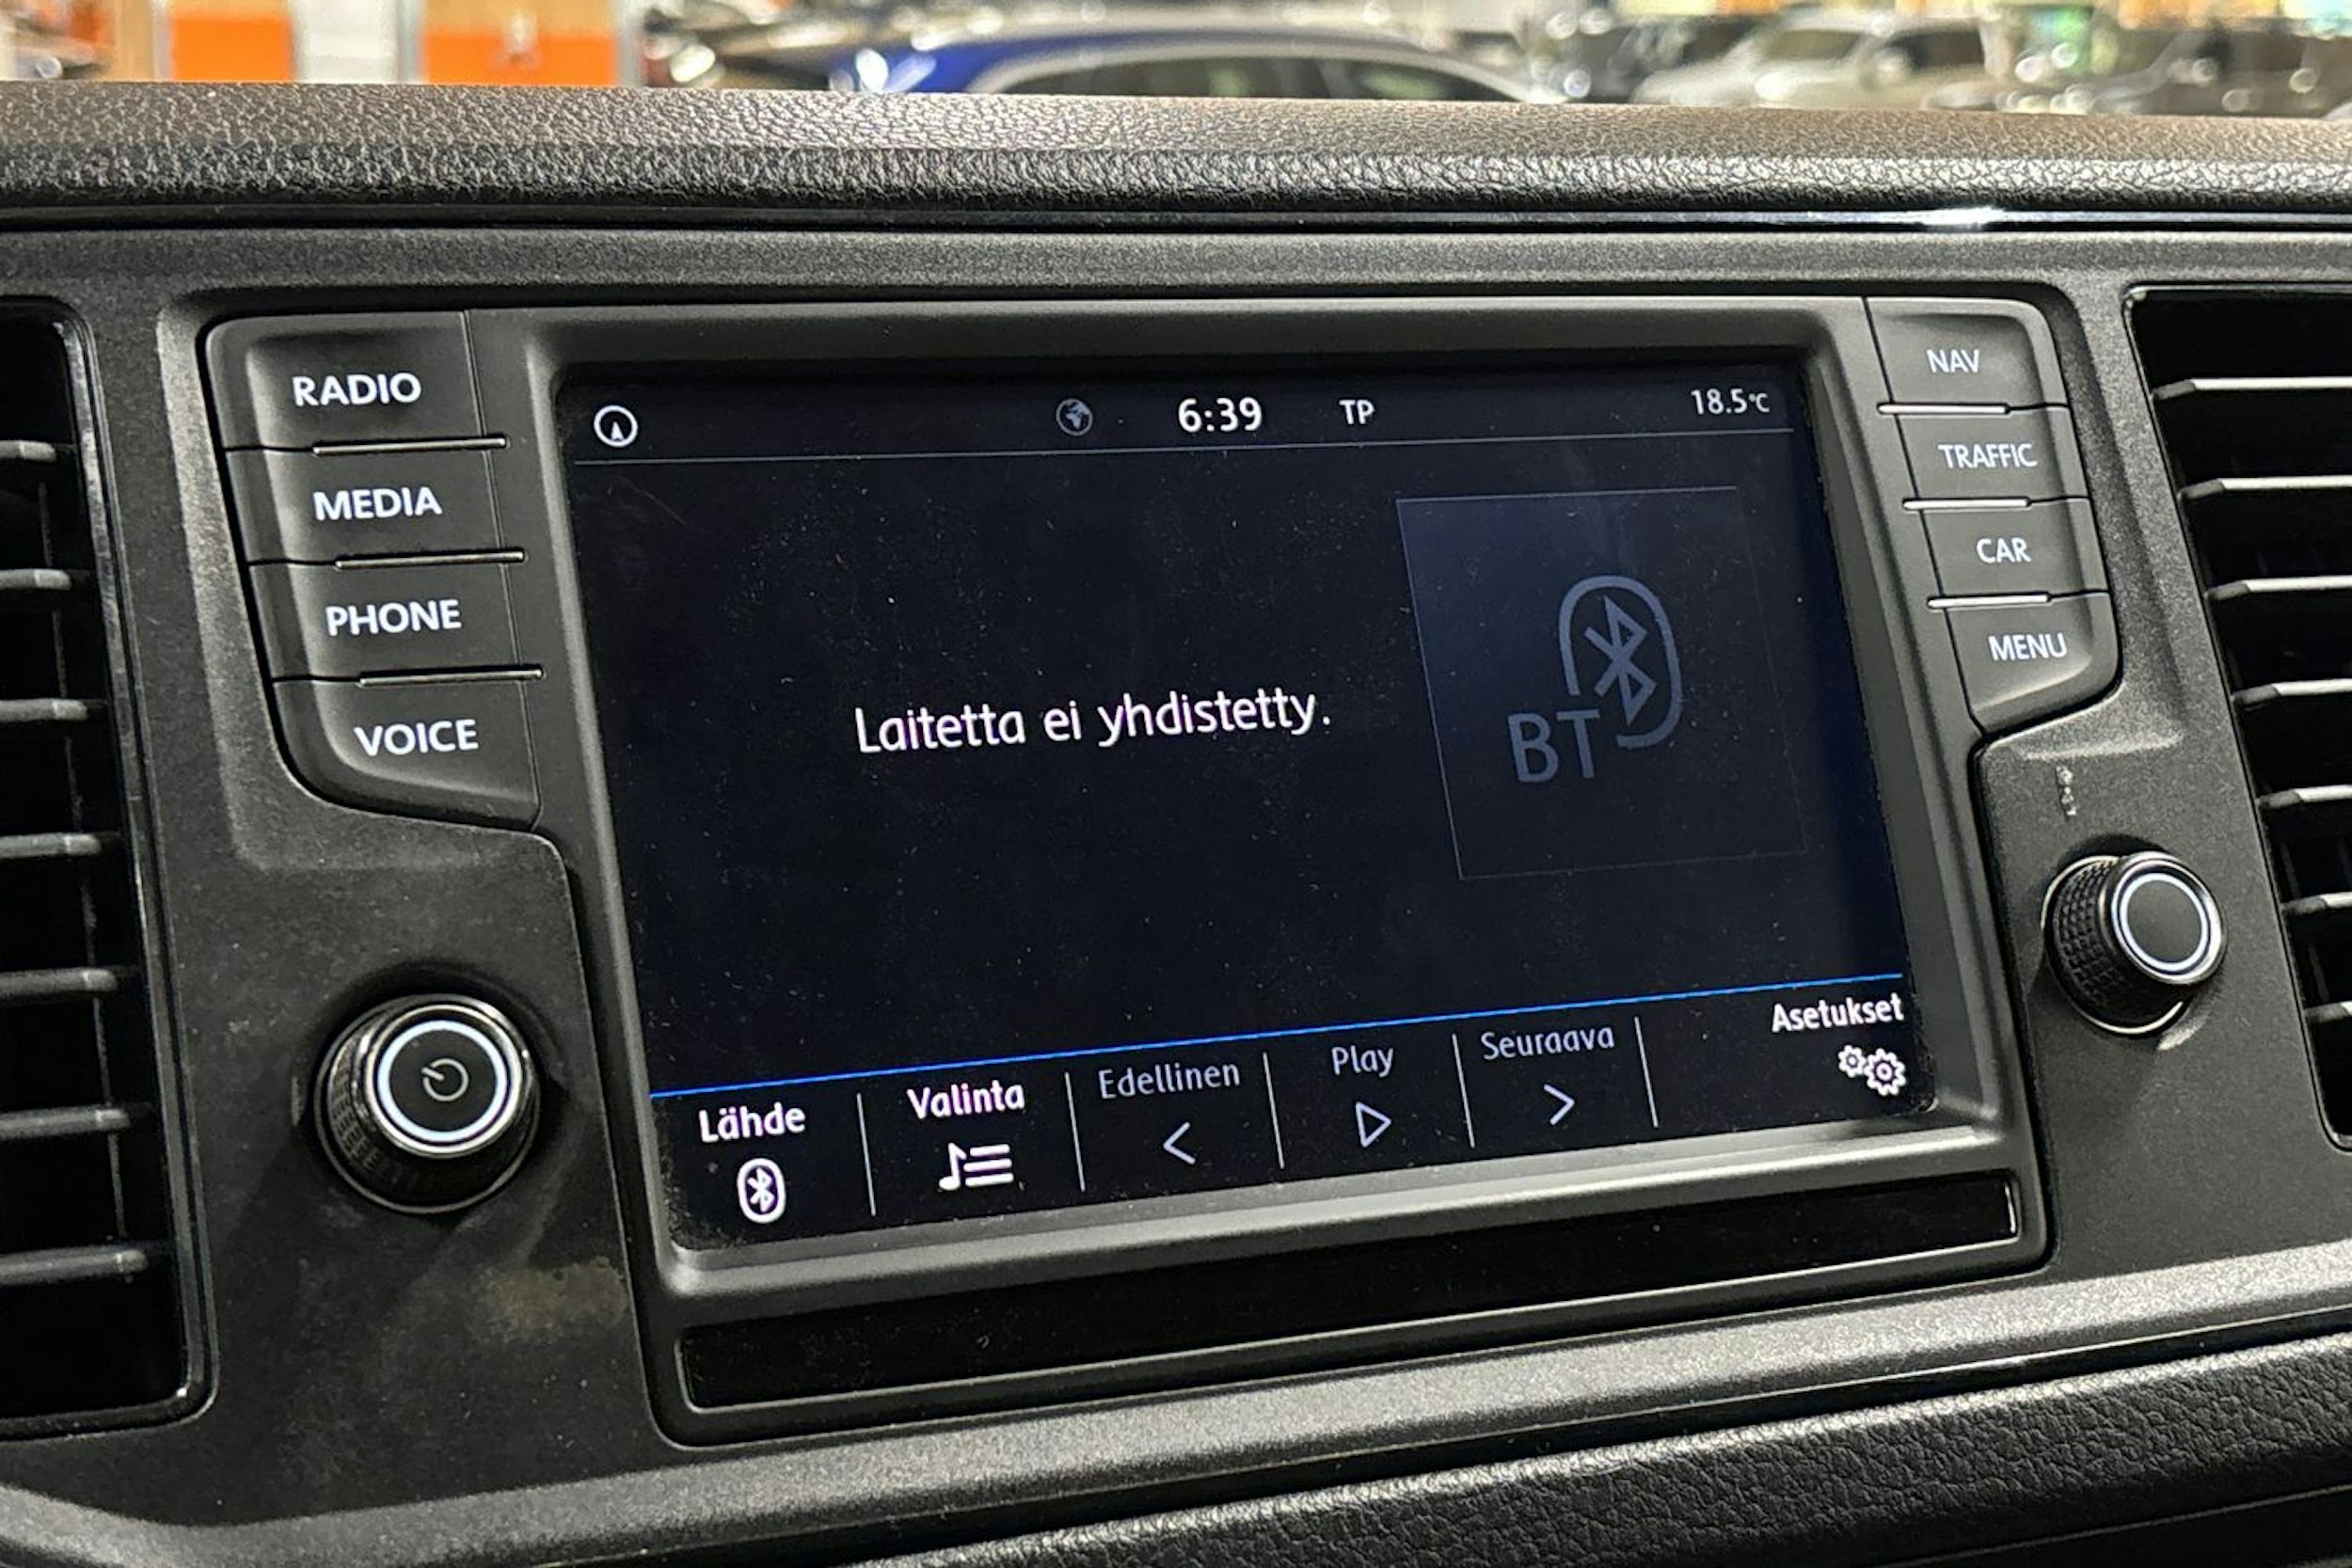 RADIO
MEDIA
PHONE
VOICE
6:39 TP 18.5°C
Laitetta ei yhdistetty.
BT
Lähde
Valinta
Edellinen
Play
Seuraava
Asetukset
NAV
TRAFFIC
CAR
MENU